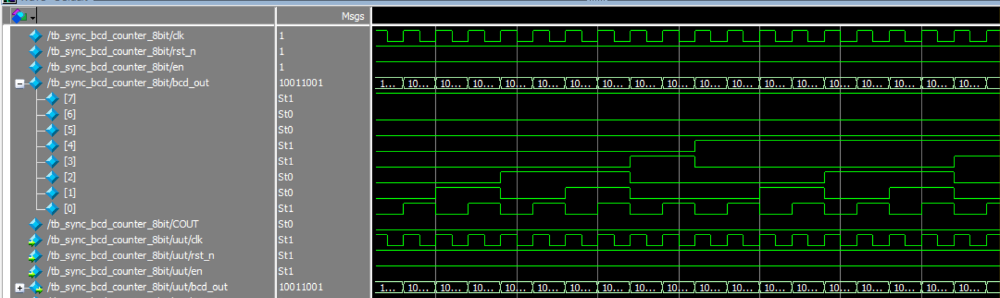 Msgs
/tb_sync_bcd_counter_8bit/clk 1
/tb_sync_bcd_counter_8bit/rst_n 1
/tb_sync_bcd_counter_8bit/en 1
/tb_sync_bcd_counter_8bit/bcd_out 10011001 1... 10... 10... 10... 10... 10... 10... 10... 10... 10... 10... 10... 10... 10... 10... 10... 10... 10... 10...
[7] St1
[6] St0
[5] St0
[4] St1
[3] St1
[2] St0
[1] St0
[0] St1
/tb_sync_bcd_counter_8bit/COUT St0
/tb_sync_bcd_counter_8bit/uut/clk St1
/tb_sync_bcd_counter_8bit/uut/rst_n St1
/tb_sync_bcd_counter_8bit/uut/en St1
/tb_sync_bcd_counter_8bit/uut/bcd_out 10011001 1... 10... 10... 10... 10... 10... 10... 10... 10... 10... 10... 10... 10... 10... 10... 10... 10... 10... 10...